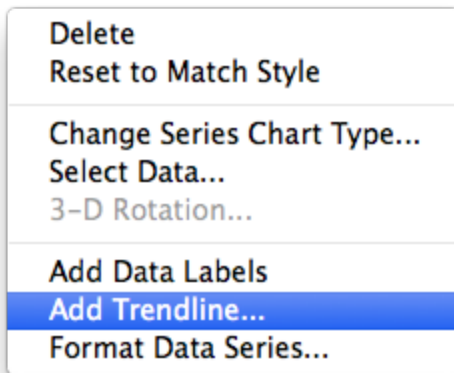 Delete
Reset to Match Style
Change Series Chart Type...
Select Data...
3-D Rotation...
Add Data Labels
Add Trendline...
Format Data Series...